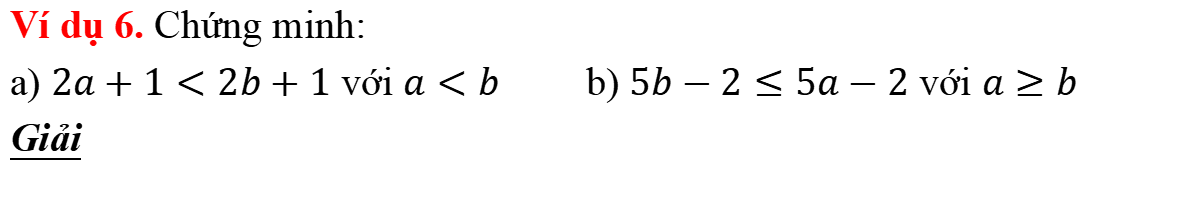 Ví dụ 6. Chứng minh:
a) 2𝑎 + 1 < 2𝑏 + 1 với 𝑎 < 𝑏 b) 5𝑏 − 2 ≤ 5𝑎 − 2 với 𝑎 ≥ 𝑏
Giải